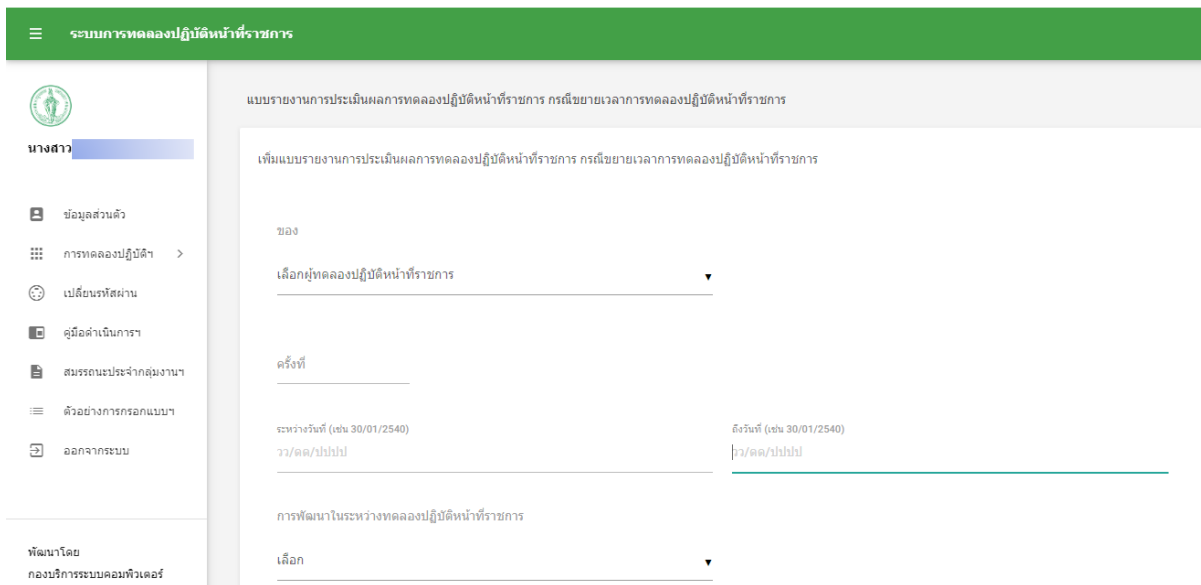 ระบบการทดลองปฏิบัติหน้าที่ราชการ
นางสาว
ข้อมูลส่วนตัว
การทดลองปฏิบัติฯ
เปลี่ยนรหัสผ่าน
คู่มือดำเนินการฯ
สมรรถนะประจำกลุ่มงานฯ
ตัวอย่างการกรอกแบบฯ
ออกจากระบบ
พัฒนาโดย
กองบริการระบบคอมพิวเตอร์
แบบรายงานการประเมินผลการทดลองปฏิบัติหน้าที่ราชการ กรณีขยายเวลาการทดลองปฏิบัติหน้าที่ราชการ
เพิ่มแบบรายงานการประเมินผลการทดลองปฏิบัติหน้าที่ราชการ กรณีขยายเวลาการทดลองปฏิบัติหน้าที่ราชการ
ของ
เลือกผู้ทดลองปฏิบัติหน้าที่ราชการ
ครั้งที่
ระหว่างวันที่ (เช่น 30/01/2540)
วว/ดด/ปปปป
ถึงวันที่ (เช่น 30/01/2540)
วว/ดด/ปปปป
การพัฒนาในระหว่างทดลองปฏิบัติหน้าที่ราชการ
เลือก